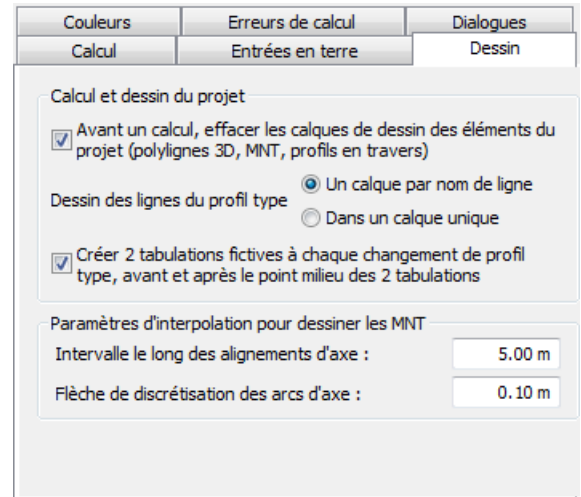 Couleurs
Erreurs de calcul
Dialogues
Calcul
Entrées en terre
Dessin
Calcul et dessin du projet
Avant un calcul, effacer les calques de dessin des éléments du
projet (polylignes 3D, MNT, profils en travers)
Dessin des lignes du profil type
Un calque par nom de ligne
Dans un calque unique
Créer 2 tabulations fictives à chaque changement de profil
type, avant et après le point milieu des 2 tabulations
Paramètres d'interpolation pour dessiner les MNT
Intervalle le long des alignements d'axe :
5.00 m
Flèche de discrétisation des arcs d'axe :
0.10 m